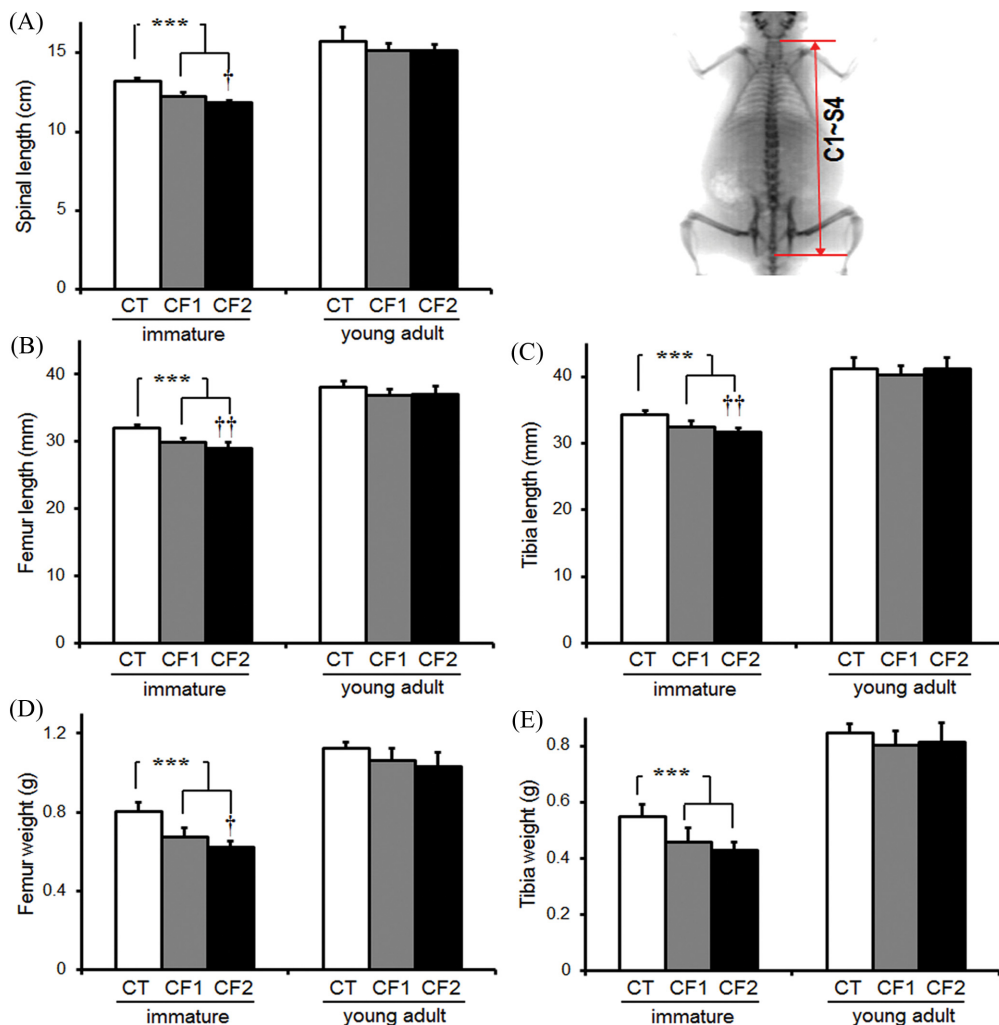 (A)
Spinal length (cm)
15
10
5
0
***
†
CT CF1 CF2 CT CF1 CF2
immature young adult
C1~S4
(B)
Femur length (mm)
40
30
20
10
0
***
††
CT CF1 CF2 CT CF1 CF2
immature young adult
(C)
Tibia length (mm)
40
30
20
10
0
***
††
CT CF1 CF2 CT CF1 CF2
immature young adult
(D)
Femur weight (g)
1.2
0.8
0.4
0
***
†
CT CF1 CF2 CT CF1 CF2
immature young adult
(E)
Tibia weight (g)
0.8
0.6
0.4
0.2
0
***
CT CF1 CF2 CT CF1 CF2
immature young adult